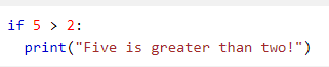 if 5 > 2:
  print("Five is greater than two!")